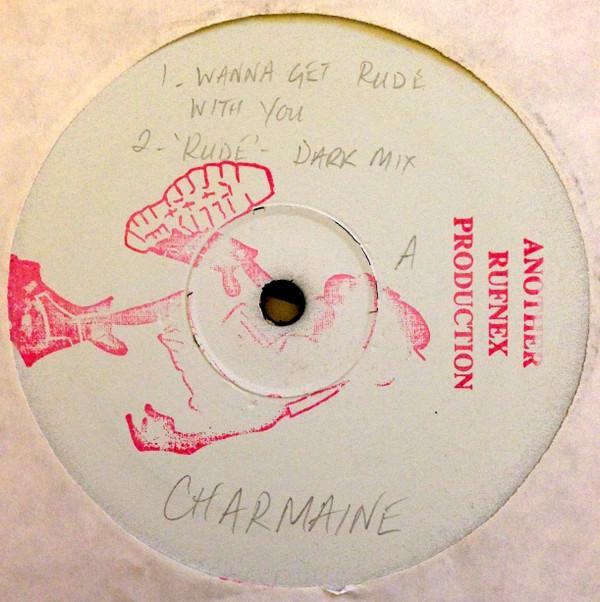 1. WANNA GET RUDE
WITH YOU
2 - 'RUDE' - DARK MIX
A
ANOTHER
RUFNEX
PRODUCTION
CHARMAINE